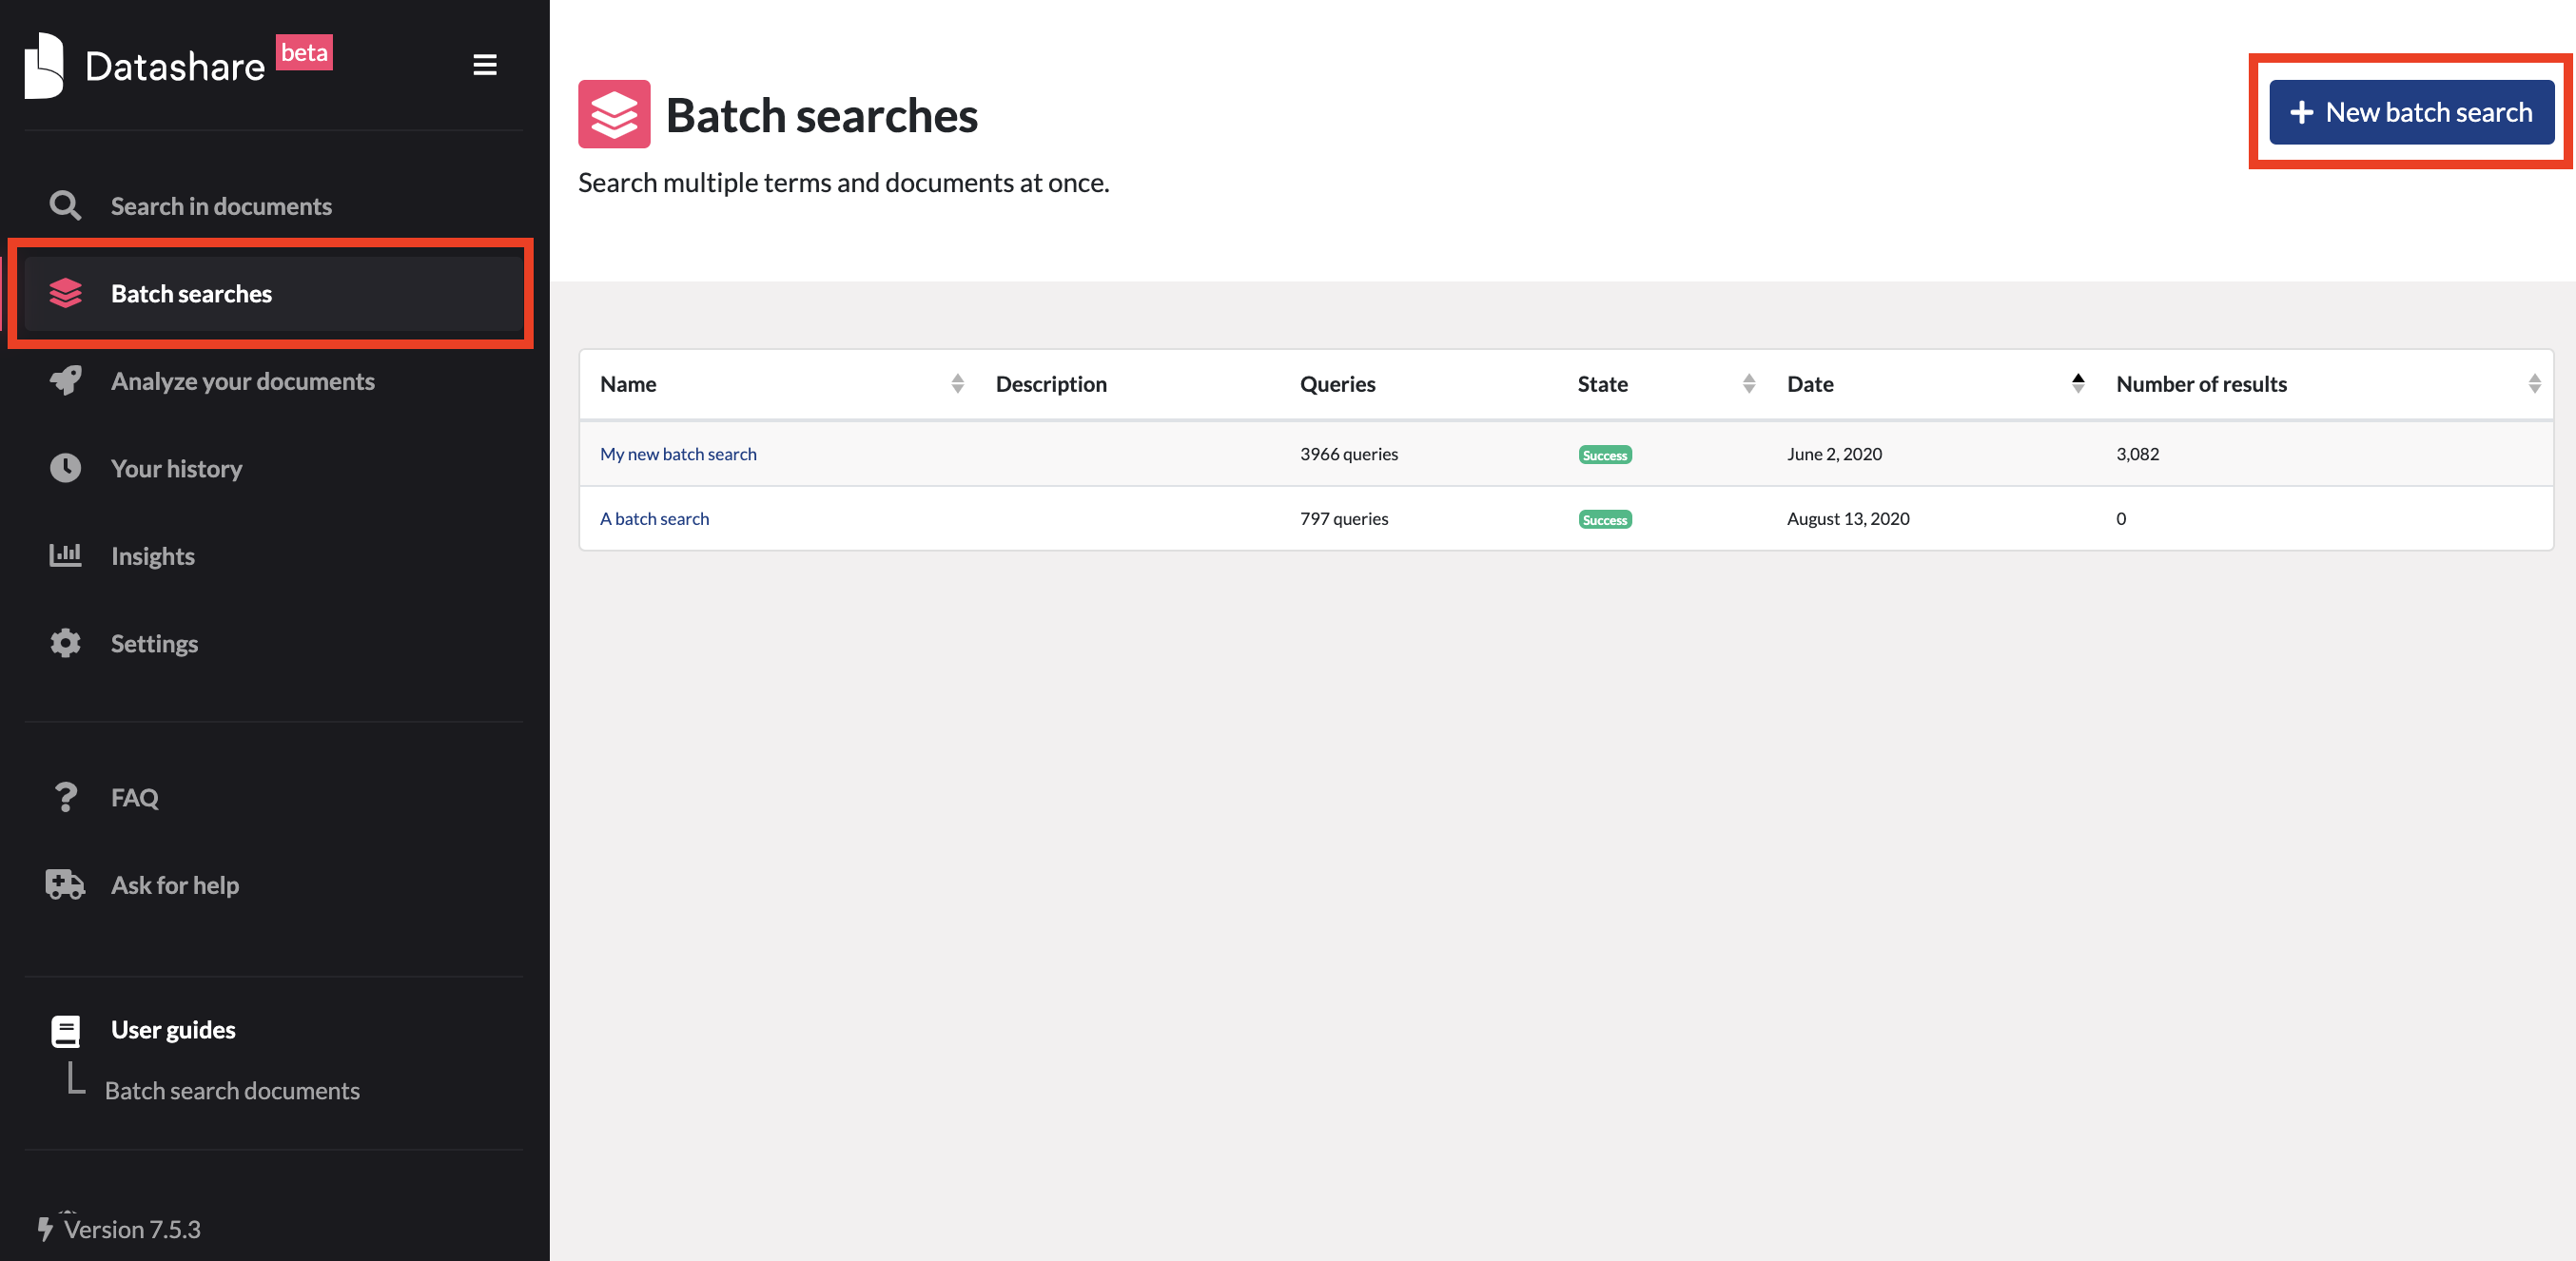 Datashare beta
Search in documents
Batch searches
Analyze your documents
Your history
Insights
Settings
FAQ
Ask for help
User guides
Batch search documents
Version 7.5.3
Batch searches
New batch search
Search multiple terms and documents at once.
Name Description Queries State Date Number of results
My new batch search 3966 queries Success June 2, 2020 3,082
A batch search 797 queries Success August 13, 2020 0